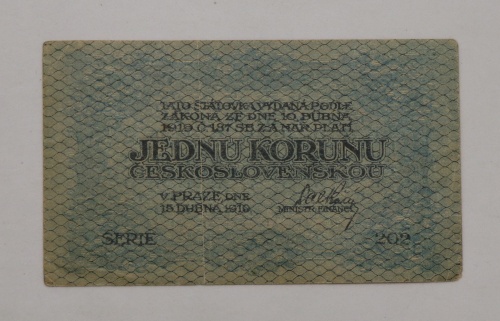 TATO STÁTOVKA VYDANÁ PODLE
ZÁKONA ZE DNE 10. DUBNA
1919 Č. 187 SB. Z. A NAR. PLATÍ
JEDNU KORUNU
ČESKOSLOVENSKOU
V PRAZE DNE
15. DUBNA 1919
MINISTR FINANCÍ
SERIE 202